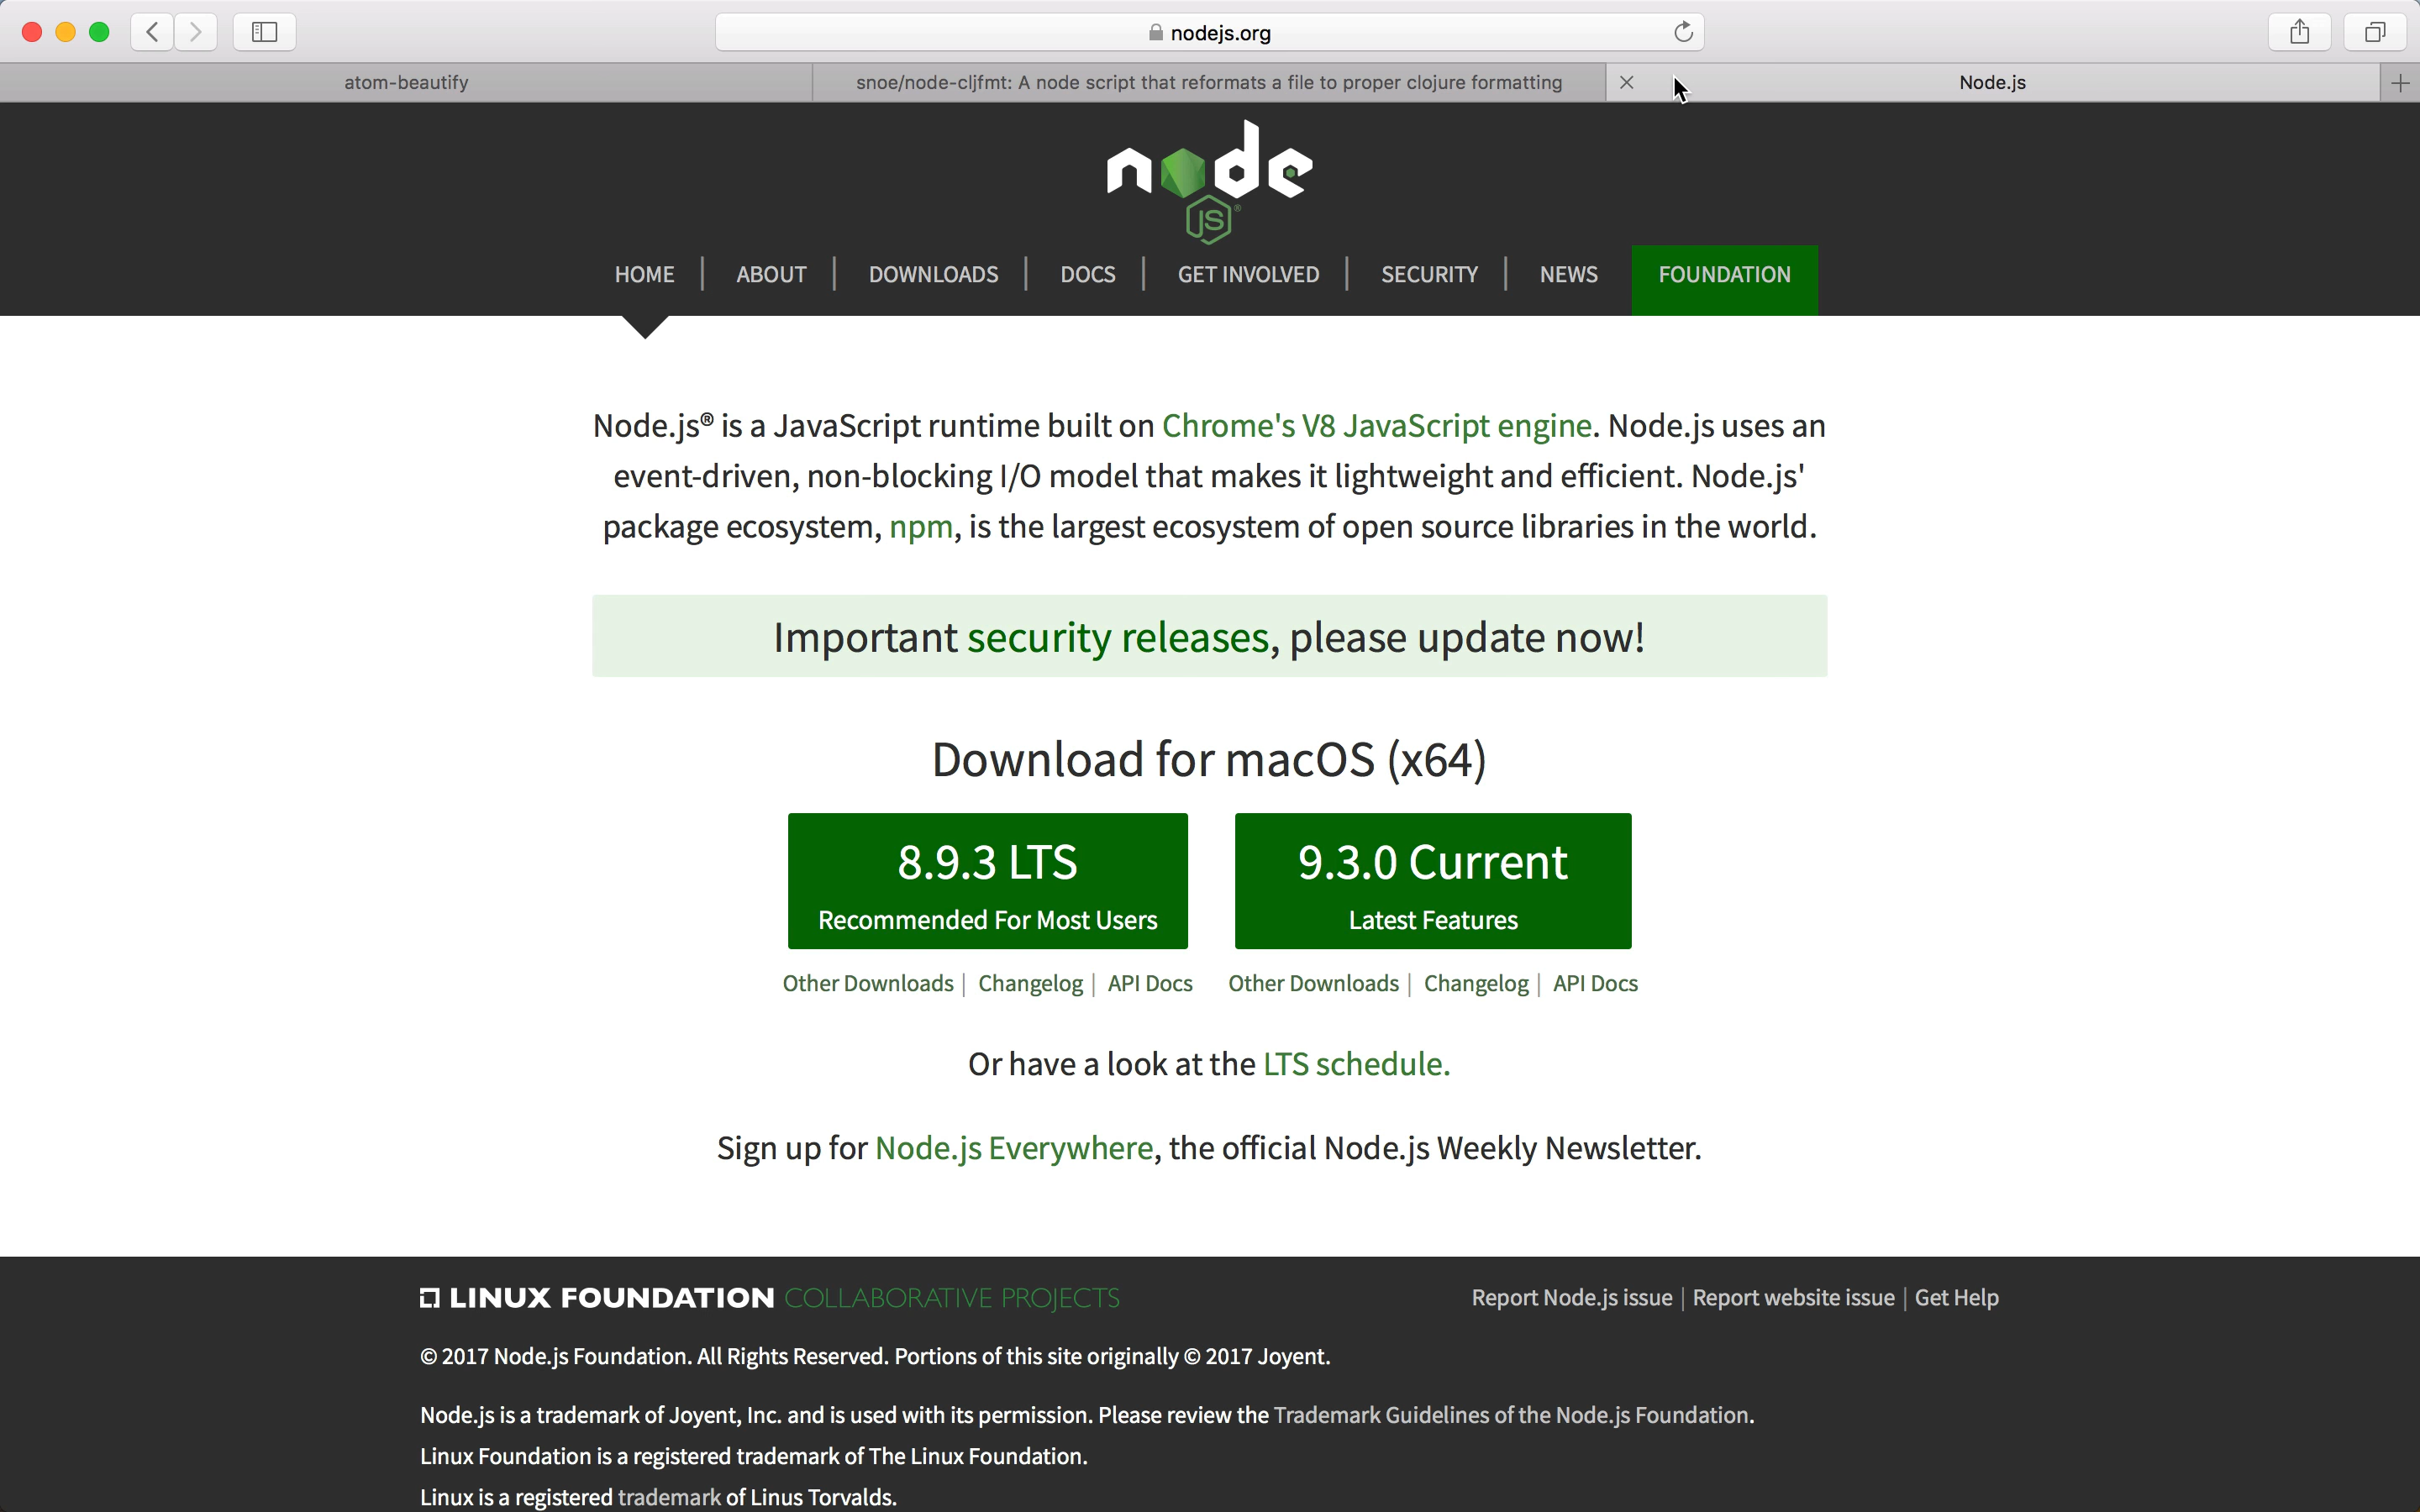 nodejs.org
atom-beautify
snoe/node-cljfmt: A node script that reformats a file to proper clojure formatting
Node.js
node
JS®
HOME | ABOUT | DOWNLOADS | DOCS | GET INVOLVED | SECURITY | NEWS FOUNDATION
Node.js® is a JavaScript runtime built on Chrome's V8 JavaScript engine. Node.js uses an
event-driven, non-blocking I/O model that makes it lightweight and efficient. Node.js'
package ecosystem, npm, is the largest ecosystem of open source libraries in the world.
Important security releases, please update now!
Download for macOS (x64)
8.9.3 LTS
Recommended For Most Users
9.3.0 Current
Latest Features
Other Downloads | Changelog | API Docs
Other Downloads | Changelog | API Docs
Or have a look at the LTS schedule.
Sign up for Node.js Everywhere, the official Node.js Weekly Newsletter.
LINUX FOUNDATION COLLABORATIVE PROJECTS
Report Node.js issue | Report website issue | Get Help
© 2017 Node.js Foundation. All Rights Reserved. Portions of this site originally © 2017 Joyent.
Node.js is a trademark of Joyent, Inc. and is used with its permission. Please review the Trademark Guidelines of the Node.js Foundation.
Linux Foundation is a registered trademark of The Linux Foundation.
Linux is a registered trademark of Linus Torvalds.